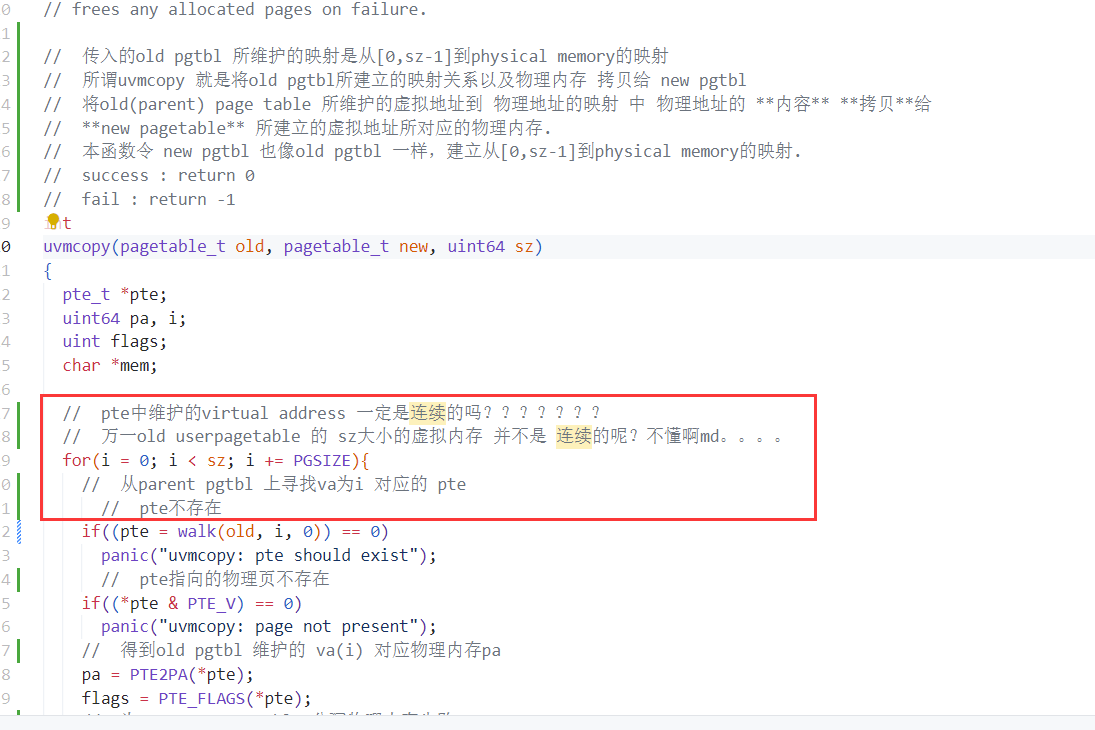 0 // frees any allocated pages on failure.
1
2 // 传入的old pgtbl 所维护的映射是从[0,sz-1]到physical memory的映射
3 // 所谓uvmcopy 就是将old pgtbl所建立的映射关系以及物理内存 拷贝给 new pgtbl
4 // 将old(parent) page table 所维护的虚拟地址到 物理地址的映射 中 物理地址的 **内容** **拷贝**给
5 // **new pagetable** 所建立的虚拟地址所对应的物理内存.
6 // 本函数令 new pgtbl 也像old pgtbl 一样，建立从[0,sz-1]到physical memory的映射.
7 // success : return 0
8 // fail : return -1
9 t
0 uvmcopy(pagetable_t old, pagetable_t new, uint64 sz)
1 {
2 pte_t *pte;
3 uint64 pa, i;
4 uint flags;
5 char *mem;
6
7 // pte中维护的virtual address 一定是连续的吗？？？？？？？
8 // 万一old userpagetable 的 sz大小的虚拟内存 并不是 连续的呢？不懂啊md。。。。
9 for(i = 0; i < sz; i += PGSIZE){
0 // 从parent pgtbl 上寻找va为i 对应的 pte
1 // pte不存在
2 if((pte = walk(old, i, 0)) == 0)
3 panic("uvmcopy: pte should exist");
4 // pte指向的物理页不存在
5 if((*pte & PTE_V) == 0)
6 panic("uvmcopy: page not present");
7 // 得到old pgtbl 维护的 va(i) 对应物理内存pa
8 pa = PTE2PA(*pte);
9 flags = PTE_FLAGS(*pte);